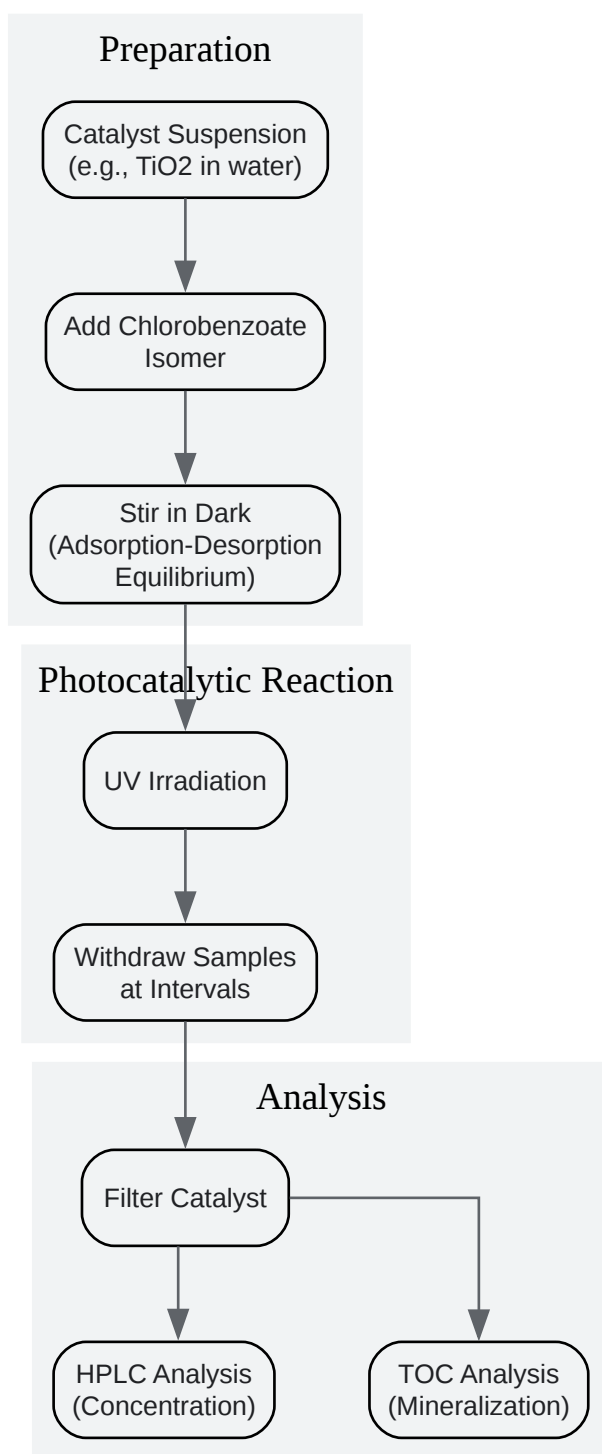 Preparation
Catalyst Suspension
(e.g., TiO2 in water)
Add Chlorobenzoate
Isomer
Stir in Dark
(Adsorption-Desorption
Equilibrium)
Photocatalytic Reaction
UV Irradiation
Withdraw Samples
at Intervals
Analysis
Filter Catalyst
HPLC Analysis
(Concentration)
TOC Analysis
(Mineralization)